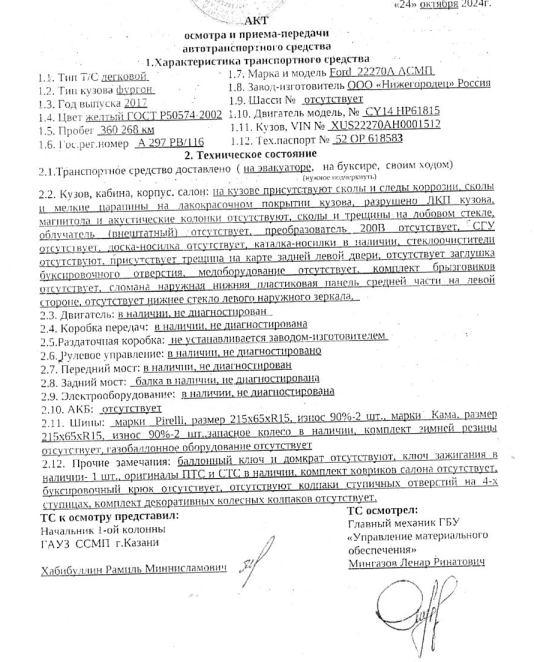 «24» октября 2024г.
АКТ
осмотра и приема-передачи
автотранспортного средства
1.Характеристика транспортного средства
1.1. Тип Т/С легковой
1.2. Тип кузова фургон
1.3. Год выпуска 2017
1.4. Цвет желтый ГОСТ Р50574-2002
1.5. Пробег 360 268 км
1.6. Гос.рег.номер А 297 РВ/116
1.7. Марка и модель Ford 22270A АСМП
1.8. Завод-изготовитель ООО «Нижегородец» Россия
1.9. Шасси № отсутствует
1.10. Двигатель модель, № CY14 HP61815
1.11. Кузов, VIN № XUS22270AH0001512
1.12. Тех.паспорт № 52 ОР 618583
2. Техническое состояние
2.1.Транспортное средство доставлено ( на эвакуаторе, на буксире, своим ходом)
(нужное подчеркнуть)
2.2. Кузов, кабина, корпус, салон: на кузове присутствуют сколы и следы коррозии, сколы
и мелкие царапины на лакокрасочном покрытии кузова, разрушено ЛКП кузова,
магнитола и акустические колонки отсутствуют, сколы и трещины на лобовом стекле,
облучатель (внештатный) отсутствует, преобразователь 200В отсутствует, СГУ
отсутствует, доска-носилка отсутствует, каталка-носилки в наличии, стеклоочистители
отсутствуют, присутствует трещина на карте задней левой двери, отсутствует заглушка
буксировочного отверстия, медоборудование отсутствует, комплект брызговиков
отсутствует, сломана наружная нижняя пластиковая панель средней части на левой
стороне, отсутствует нижнее стекло левого наружного зеркала,
2.3. Двигатель: в наличии, не диагностирован
2.4. Коробка передач: в наличии, не диагностирована
2.5.Раздаточная коробка: не устанавливается заводом-изготовителем
2.6. Рулевое управление: в наличии, не диагностировано
2.7. Передний мост: в наличии, не диагностирован
2.8. Задний мост: балка в наличии, не диагностирована
2.9. Электрооборудование: в наличии, не диагностировано
2.10. АКБ: отсутствует
2.11. Шины: марки Pirelli, размер 215x65xR15, износ 90%-2 шт., марки Кама, размер
215x65xR15, износ 90%-2 шт.,запасное колесо в наличии, комплект зимней резины
отсутствует, газобаллонное оборудование отсутствует
2.12. Прочие замечания: баллонный ключ и домкрат отсутствуют, ключ зажигания в
наличии- 1 шт., оригиналы ПТС и СТС в наличии, комплект ковриков салона отсутствует,
буксировочный крюк отсутствует, отсутствуют колпаки ступичных отверстий на 4-х
ступицах, комплект декоративных колесных колпаков отсутствует.
ТС к осмотру представил:
Начальник 1-ой колонны
ГАУЗ ССМП г.Казани
Хабибуллин Рамиль Миннисламович
ТС осмотрел:
Главный механик ГБУ
«Управление материального
обеспечения»
Мингазов Ленар Ринатович